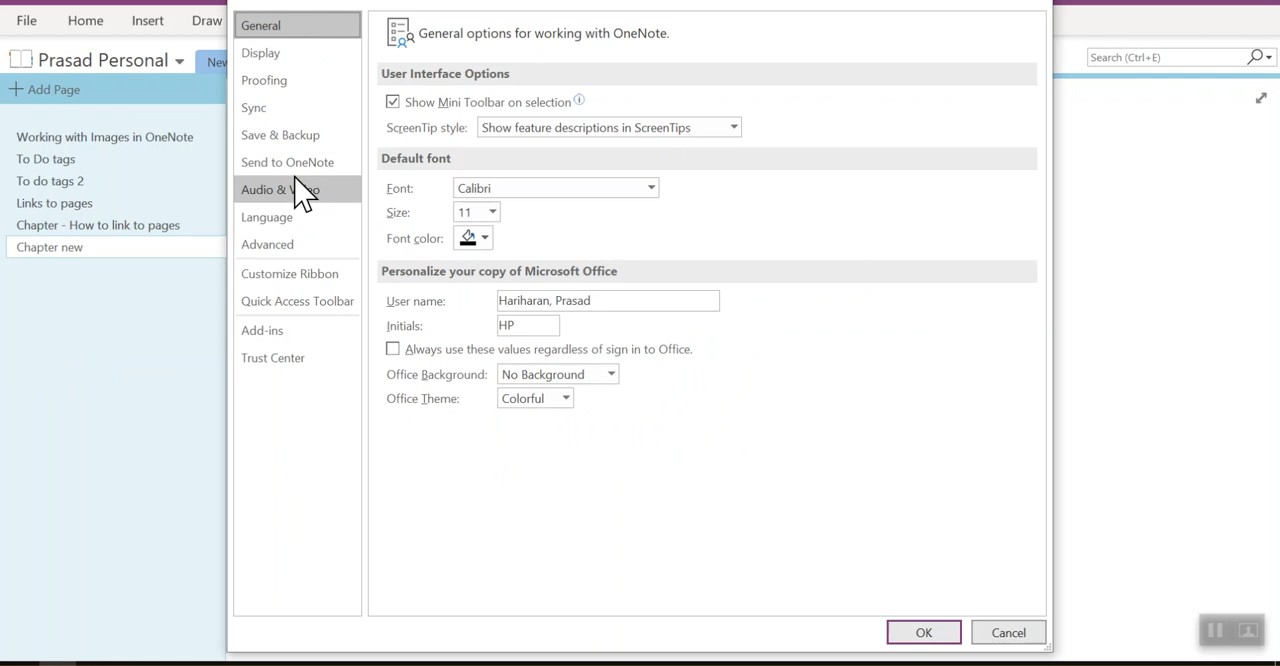 File Home Insert Draw
Prasad Personal
Search (Ctrl+E)
Add Page
Working with Images in OneNote
To Do tags
To do tags 2
Links to pages
Chapter - How to link to pages
Chapter new
General
Display
Proofing
Sync
Save & Backup
Send to OneNote
Audio &
Language
Advanced
Customize Ribbon
Quick Access Toolbar
Add-ins
Trust Center
General options for working with OneNote.
User Interface Options
Show Mini Toolbar on selection
ScreenTip style: Show feature descriptions in ScreenTips
Default font
Font: Calibri
Size: 11
Font color:
Personalize your copy of Microsoft Office
User name: Hariharan, Prasad
Initials: HP
Always use these values regardless of sign in to Office.
Office Background: No Background
Office Theme: Colorful
OK Cancel